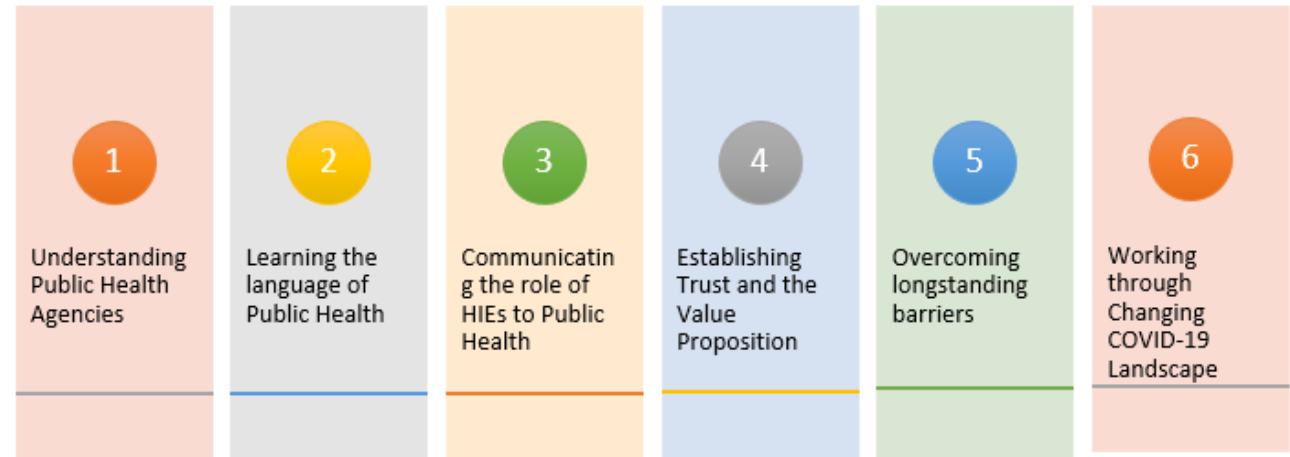 1
Understanding
Public Health
Agencies
2
Learning the
language of
Public Health
3
Communicatin
g the role of
HIEs to Public
Health
4
Establishing
Trust and the
Value
Proposition
5
Overcoming
longstanding
barriers
6
Working
through
Changing
COVID-19
Landscape